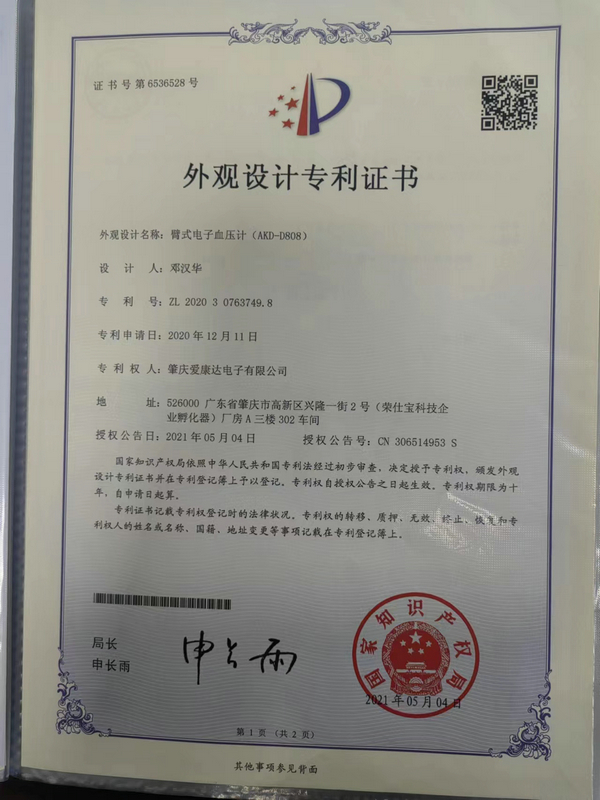 证书号第6536528号
外观设计专利证书
外观设计名称：臂式电子血压计（AKD-D808）
设计人：邓汉华
专利号：ZL 2020 3 0763749.8
专利申请日：2020年12月11日
专利权人：肇庆爱康达电子有限公司
地址：526000 广东省肇庆市高新区兴隆一街2号（荣仕宝科技企
业孵化器）厂房A三楼302车间
授权公告日：2021年05月04日 授权公告号：CN 306514953 S
国家知识产权局依照中华人民共和国专利法经过初步审查，决定授予专利权，颁发外观
设计专利证书并在专利登记簿上予以登记。专利权自授权公告之日起生效。专利权期限为十
年，自申请日起算。
专利证书记载专利权登记时的法律状况。专利权的转移、质押、无效、终止、恢复和专
利权人的姓名或名称、国籍、地址变更等事项记载在专利登记簿上。
局长
申长雨
申长雨
国家知识产权局
2021年05月04日
第1页（共2页）
其他事项参见背面